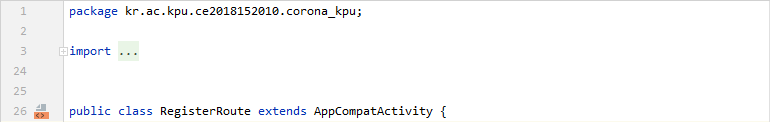 1 package kr.ac.kpu.ce2018152010.corona_kpu;
2
3 import ...
24
25
26 public class RegisterRoute extends AppCompatActivity {